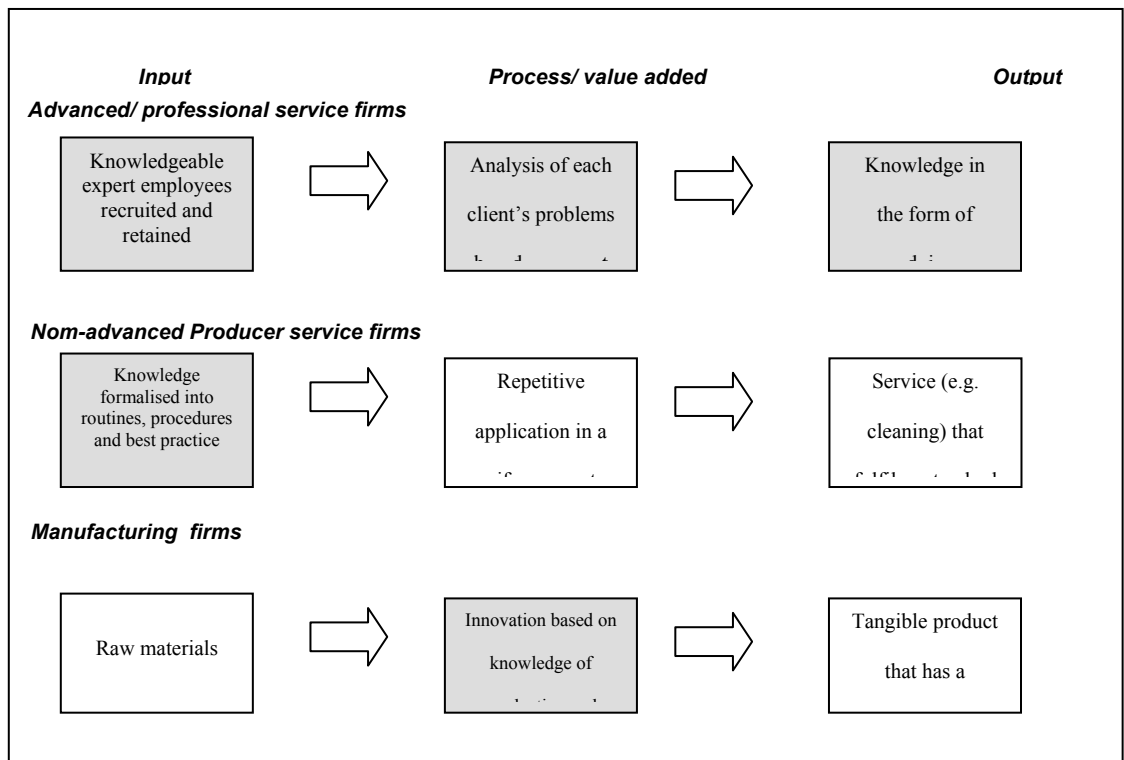 Input Process/ value added Output
Advanced/ professional service firms
Knowledgeable
expert employees
recruited and
retained
Analysis of each
client’s problems
Knowledge in
the form of
Nom-advanced Producer service firms
Knowledge
formalised into
routines, procedures
and best practice
Repetitive
application in a
Service (e.g.
cleaning) that
Manufacturing firms
Raw materials
Innovation based on
knowledge of
Tangible product
that has a